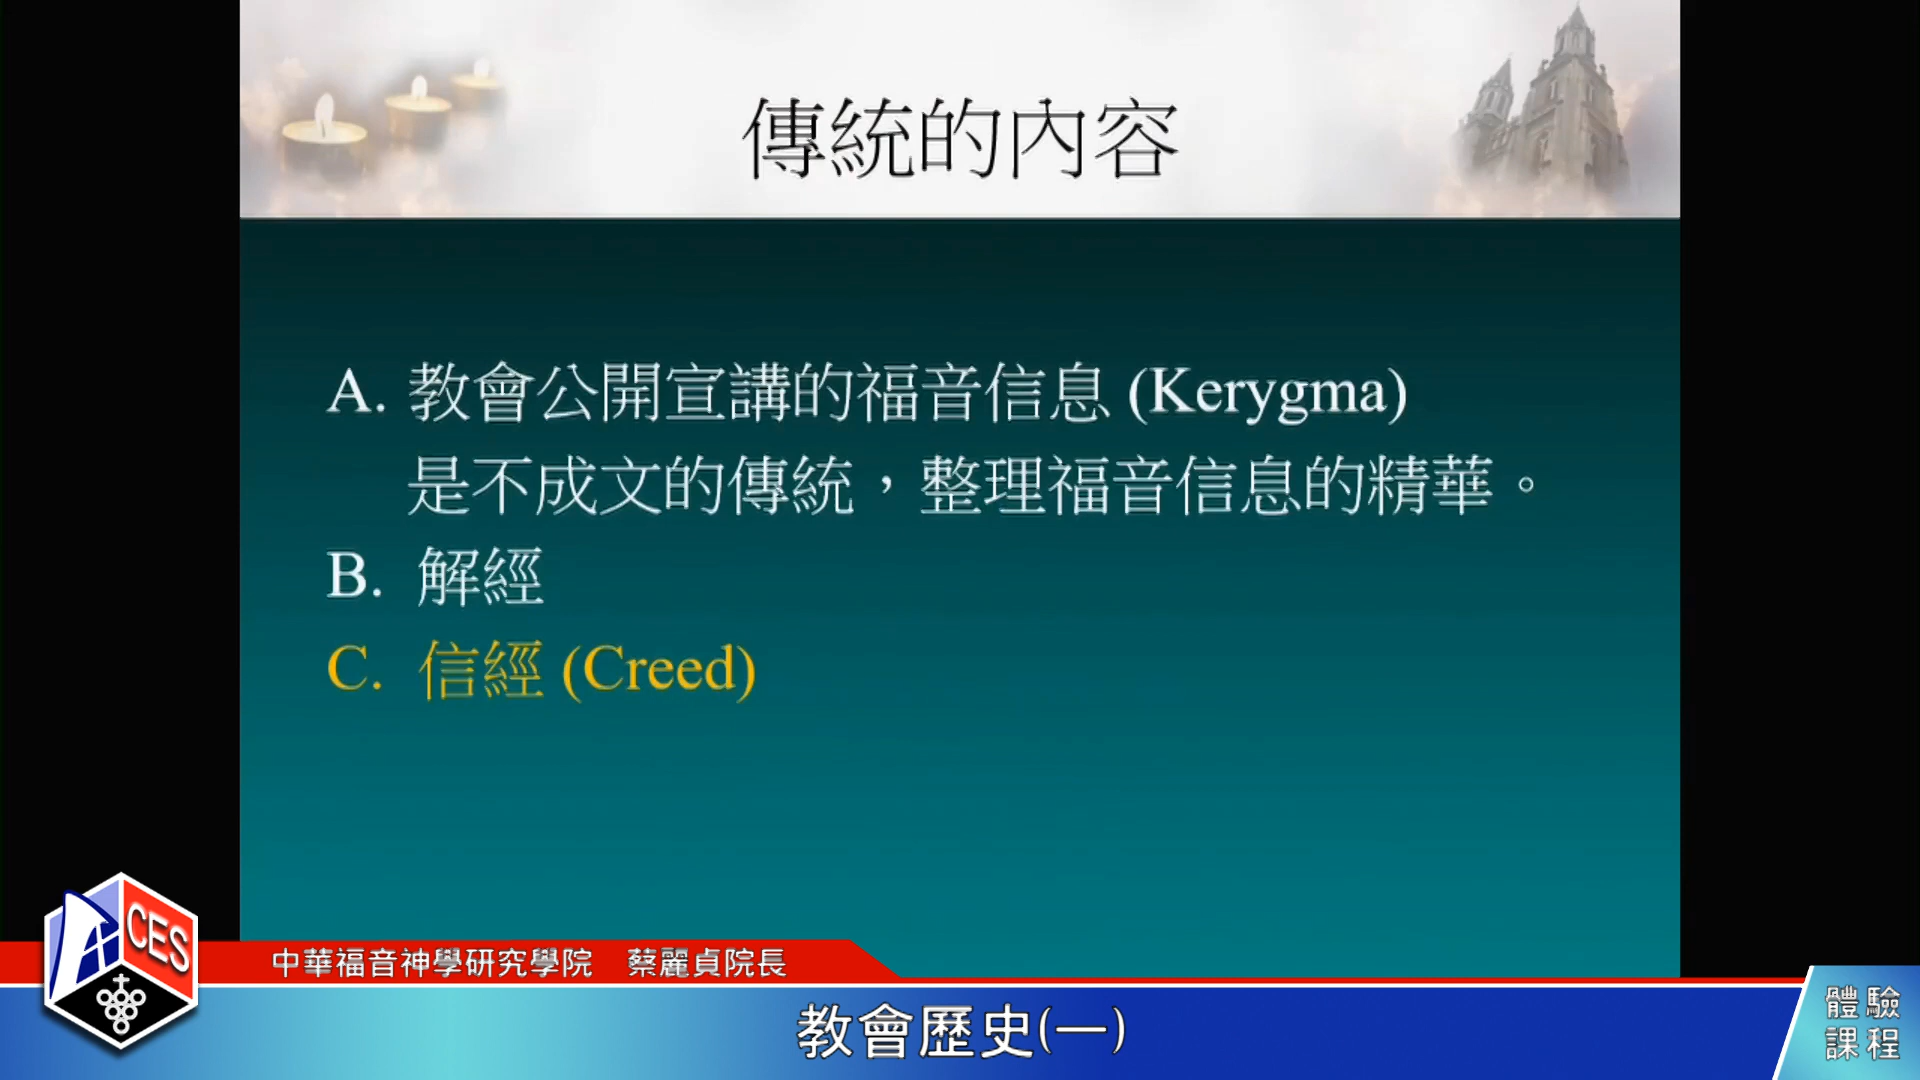 傳統的內容
A. 教會公開宣講的福音信息 (Kerygma)
是不成文的傳統，整理福音信息的精華。
B. 解經
C. 信經 (Creed)
CES
中華福音神學研究學院 蔡麗貞院長
教會歷史(一)
體驗
課程